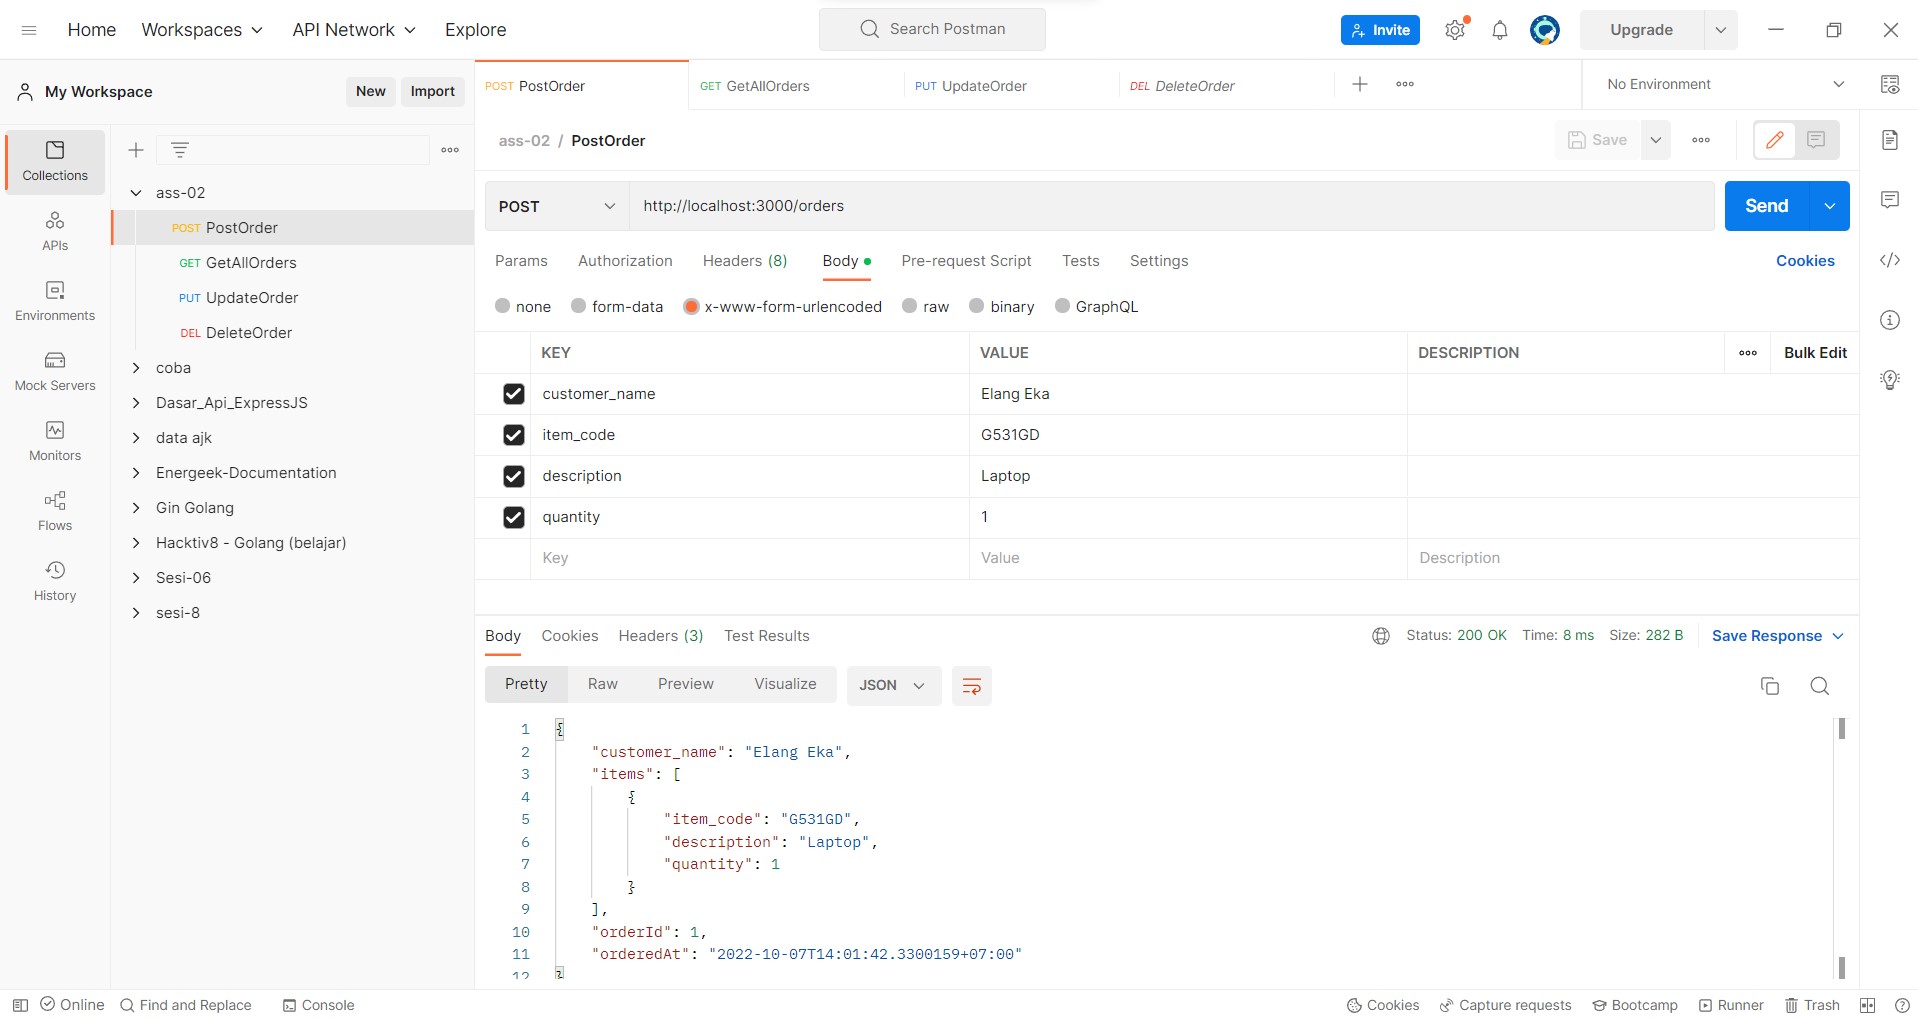 Home Workspaces API Network Explore Search Postman Invite Upgrade
My Workspace New Import
POST PostOrder GET GetAllOrders PUT UpdateOrder DEL DeleteOrder No Environment
Collections
APIs
Environments
Mock Servers
Monitors
Flows
History
ass-02
POST PostOrder
GET GetAllOrders
PUT UpdateOrder
DEL DeleteOrder
coba
Dasar_Api_ExpressJS
data ajk
Energeek-Documentation
Gin Golang
Hacktiv8 - Golang (belajar)
Sesi-06
sesi-8
ass-02 / PostOrder Save
POST http://localhost:3000/orders Send
Params Authorization Headers (8) Body Pre-request Script Tests Settings Cookies
none form-data x-www-form-urlencoded raw binary GraphQL
KEY VALUE DESCRIPTION Bulk Edit
customer_name Elang Eka
item_code G531GD
description Laptop
quantity 1
Key Value Description
Body Cookies Headers (3) Test Results Status: 200 OK Time: 8 ms Size: 282 B Save Response
Pretty Raw Preview Visualize JSON
1 {
2 "customer_name": "Elang Eka",
3 "items": [
4 {
5 "item_code": "G531GD",
6 "description": "Laptop",
7 "quantity": 1
8 }
9 ],
10 "orderId": 1,
11 "orderedAt": "2022-10-07T14:01:42.3300159+07:00"
12 }
Online Find and Replace Console Cookies Capture requests Bootcamp Runner Trash